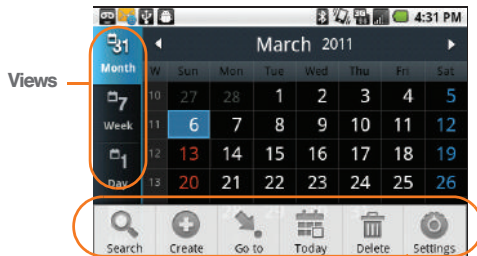 4:31 PM
Views
31 March 2011
Month W Sun Mon Tue Wed Thu Fri Sat
10 27 28 1 2 3 4 5
7
Week 11 6 7 8 9 10 11 12
1 12 13 14 15 16 17 18 19
Day 13 20 21 22 23 24 25 26
Search Create Go to Today Delete Settings